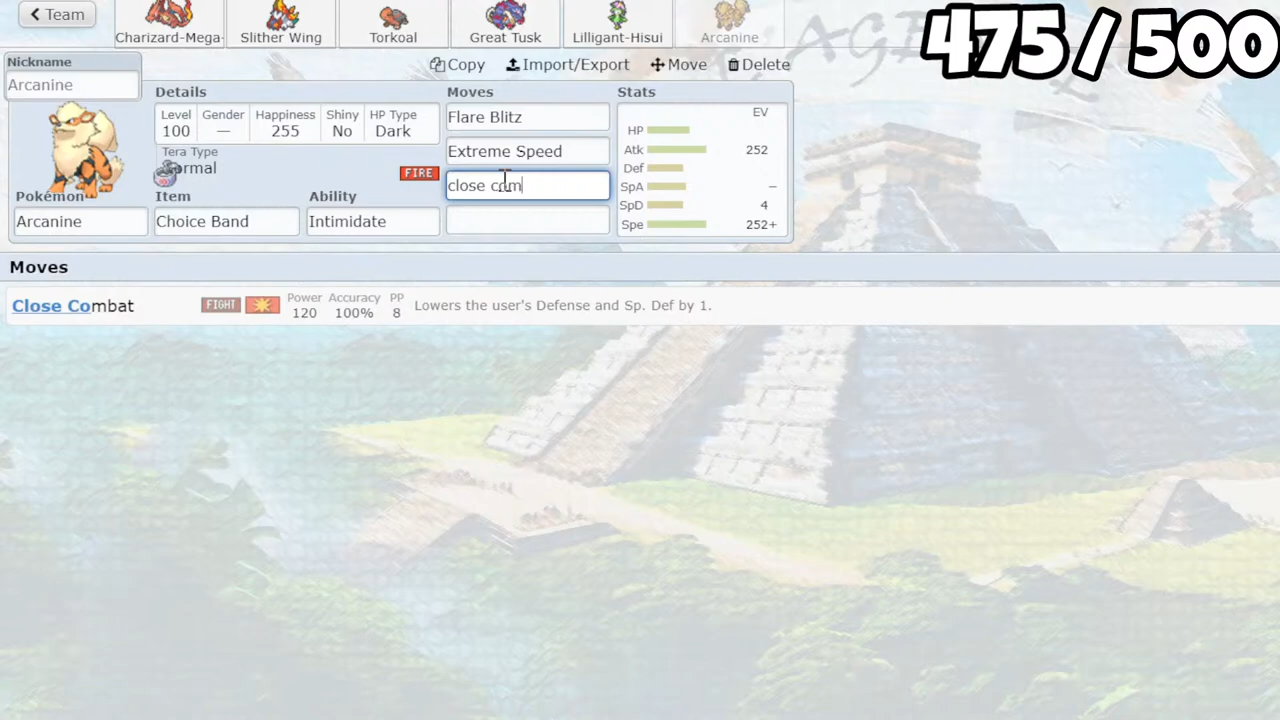 Team
Charizard-Mega-
Slither Wing
Torkoal
Great Tusk
Lilligant-Hisui
Arcanine
475 / 500
Nickname
Arcanine
Copy
Import/Export
Move
Delete
Details
Level
100
Gender
—
Happiness
255
Shiny
No
HP Type
Dark
Tera Type
ormal
FIRE
Pokémon
Arcanine
Item
Choice Band
Ability
Intimidate
Moves
Flare Blitz
Extreme Speed
close com
Stats
EV
HP
Atk 252
Def
SpA –
SpD 4
Spe 252+
Moves
Close Combat
FIGHT
Power
120
Accuracy
100%
PP
8
Lowers the user's Defense and Sp. Def by 1.